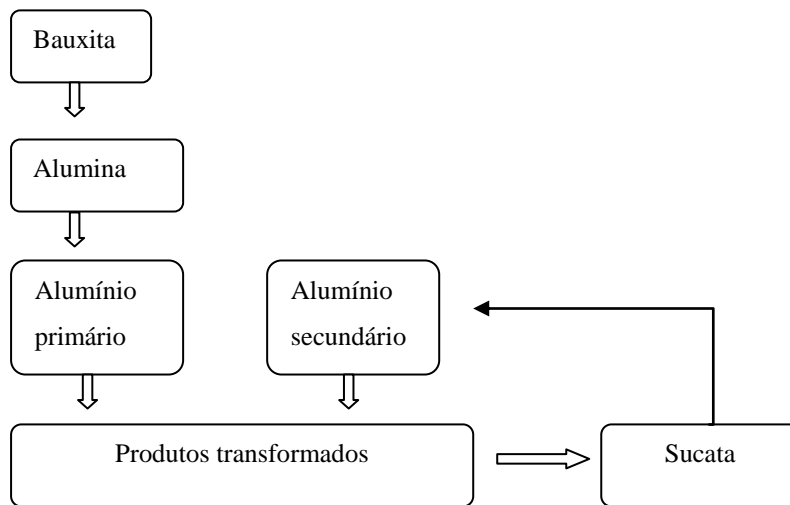 Bauxita
Alumina
Alumínio
primário
Alumínio
secundário
Produtos transformados
Sucata